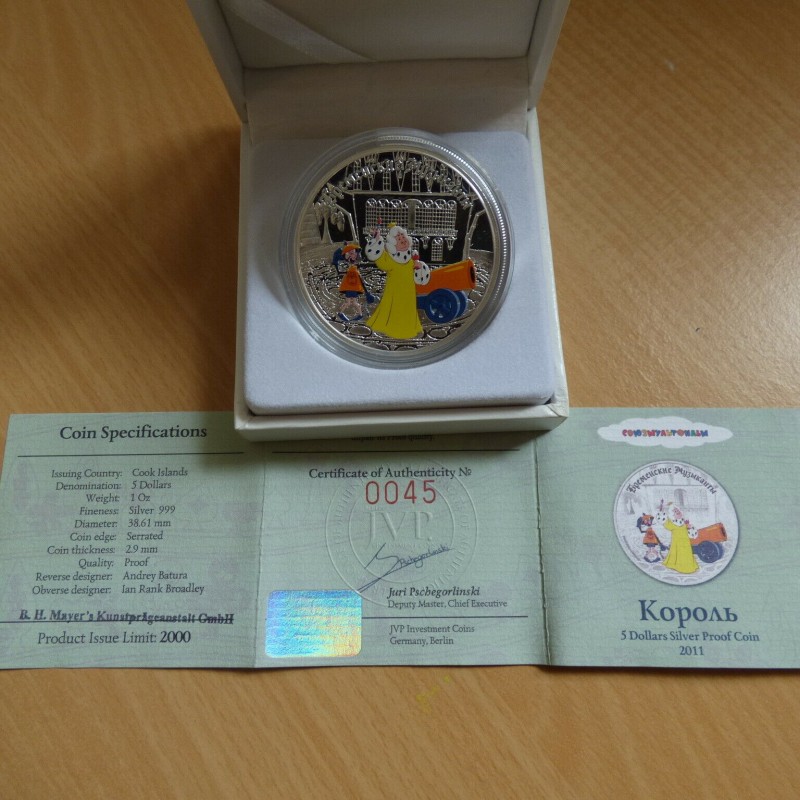 Coin Specifications
Issuing Country: Cook Islands
Denomination: 5 Dollars
Weight: 1 Oz
Fineness: Silver 999
Diameter: 38.61 mm
Coin edge: Serrated
Coin thickness: 2.9 mm
Quality: Proof
Reverse designer: Andrey Batura
Obverse designer: Ian Rank Broadley
B. H. Mayer's Kunstprägeanstalt GmbH
Product Issue Limit: 2000
Certificate of Authenticity №
0045
JVP
Juri Pschegorlinski
Deputy Master, Chief Executive
JVP Investment Coins
Germany, Berlin
СОЮЗМУЛЬТФИЛЬМ
Бременские Музыканты
Король
5 Dollars Silver Proof Coin
2011